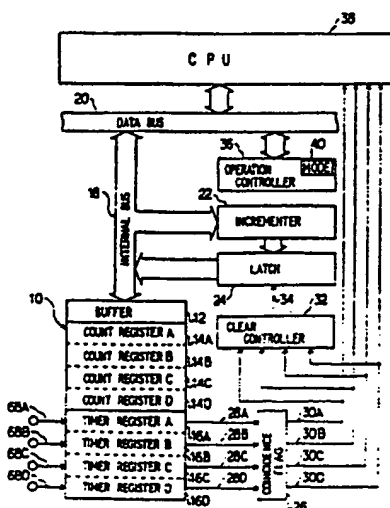 38
CPU
20
DATA BUS
36
40
MODE
OPERATION CONTROLLER
22
INCREMENTER
18
INTERNAL BUS
LATCH
24
34
32
CLEAR CONTROLLER
10
BUFFER
12
COUNT REGISTER A
14A
COUNT REGISTER B
14B
COUNT REGISTER C
14C
COUNT REGISTER D
14D
68A
TIMER REGISTER A
28A
30A
16A
68B
TIMER REGISTER B
28B
30B
16B
68C
TIMER REGISTER C
28C
30C
16C
68D
TIMER REGISTER D
28D
30D
16D
COINCIDENCE FLAG
26